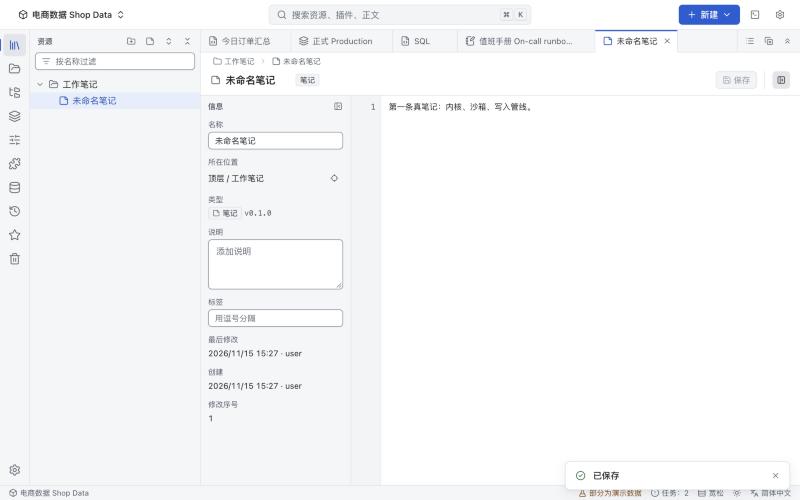 电商数据 Shop Data
搜索资源、插件、正文
⌘ K
新建
资源
按名称过滤
工作笔记
未命名笔记
今日订单汇总
正式 Production
SQL
值班手册 On-call runbo...
未命名笔记
工作笔记 › 未命名笔记
未命名笔记 笔记
保存
信息
名称
未命名笔记
所在位置
顶层 / 工作笔记
类型
笔记 v0.1.0
说明
添加说明
标签
用逗号分隔
最后修改
2026/11/15 15:27 · user
创建
2026/11/15 15:27 · user
修改序号
1
1 第一条真笔记：内核、沙箱、写入管线。
已保存
电商数据 Shop Data
部分为演示数据
任务：2
宽松
简体中文